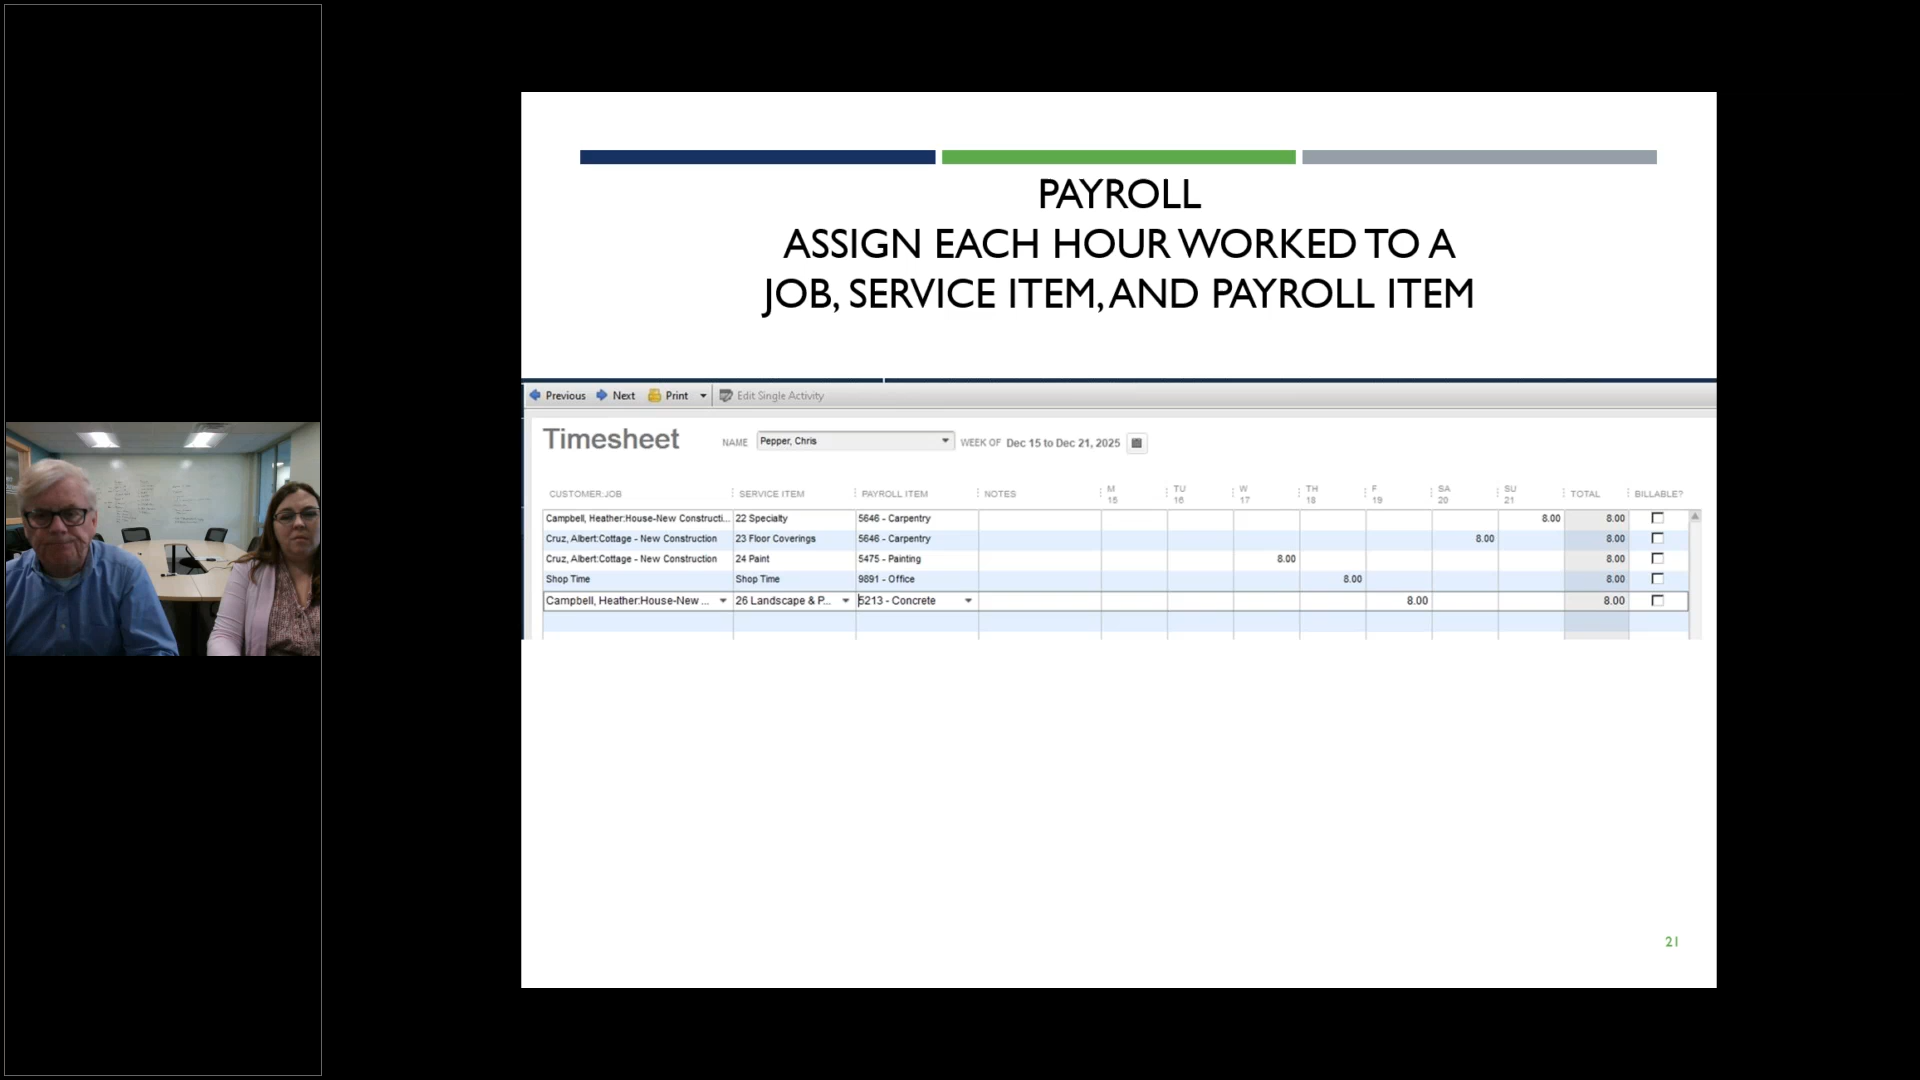 PAYROLL
ASSIGN EACH HOUR WORKED TO A
JOB, SERVICE ITEM, AND PAYROLL ITEM
Previous Next Print Edit Single Activity
Timesheet NAME Pepper, Chris WEEK OF Dec 15 to Dec 21, 2025
CUSTOMER:JOB SERVICE ITEM PAYROLL ITEM NOTES M 15 TU 16 W 17 TH 18 F 19 SA 20 SU 21 TOTAL BILLABLE?
Campbell, Heather:House-New Constructi... 22 Specialty 5646 - Carpentry 8.00 8.00
Cruz, Albert:Cottage - New Construction 23 Floor Coverings 5646 - Carpentry 8.00 8.00
Cruz, Albert:Cottage - New Construction 24 Paint 5475 - Painting 8.00 8.00
Shop Time Shop Time 9891 - Office 8.00 8.00
Campbell, Heather:House-New ... 26 Landscape & P... 5213 - Concrete 8.00 8.00
21